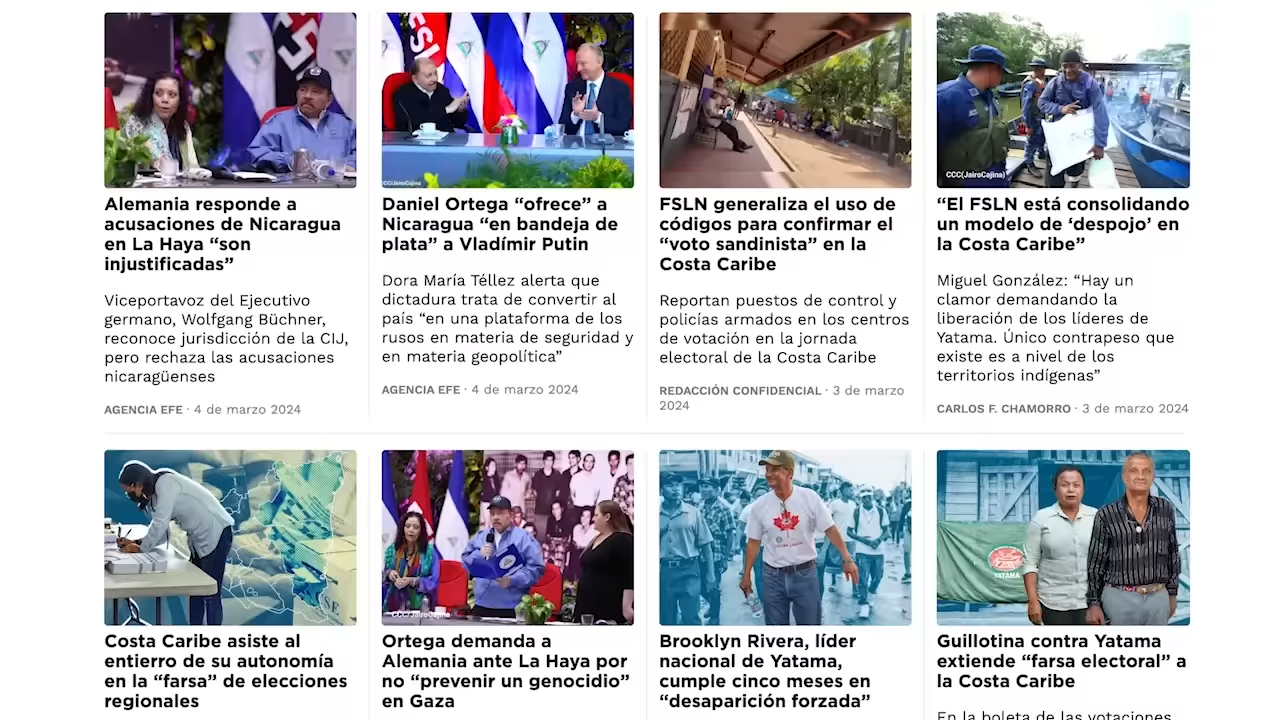 FSLN
CCC/JairoCajina
CCC(JairoCajina)
Alemania responde a
acusaciones de Nicaragua
en La Haya “son
injustificadas”
Viceportavoz del Ejecutivo
germano, Wolfgang Büchner,
reconoce jurisdicción de la CIJ,
pero rechaza las acusaciones
nicaragüenses
AGENCIA EFE · 4 de marzo 2024
Daniel Ortega “ofrece” a
Nicaragua “en bandeja de
plata” a Vladímir Putin
Dora María Téllez alerta que
dictadura trata de convertir al
país “en una plataforma de los
rusos en materia de seguridad y
en materia geopolítica”
AGENCIA EFE · 4 de marzo 2024
FSLN generaliza el uso de
códigos para confirmar el
“voto sandinista” en la
Costa Caribe
Reportan puestos de control y
policías armados en los centros
de votación en la jornada
electoral de la Costa Caribe
REDACCIÓN CONFIDENCIAL · 3 de marzo
2024
“El FSLN está consolidando
un modelo de ‘despojo’ en
la Costa Caribe”
Miguel González: “Hay un
clamor demandando la
liberación de los líderes de
Yatama. Único contrapeso que
existe es a nivel de los
territorios indígenas”
CARLOS F. CHAMORRO · 3 de marzo 2024
CCC/JairoCajina
YATAMA
Costa Caribe asiste al
entierro de su autonomía
en la “farsa” de elecciones
regionales
Ortega demanda a
Alemania ante La Haya por
no “prevenir un genocidio”
en Gaza
Brooklyn Rivera, líder
nacional de Yatama,
cumple cinco meses en
“desaparición forzada”
Guillotina contra Yatama
extiende “farsa electoral” a
la Costa Caribe
En la boleta de las votaciones